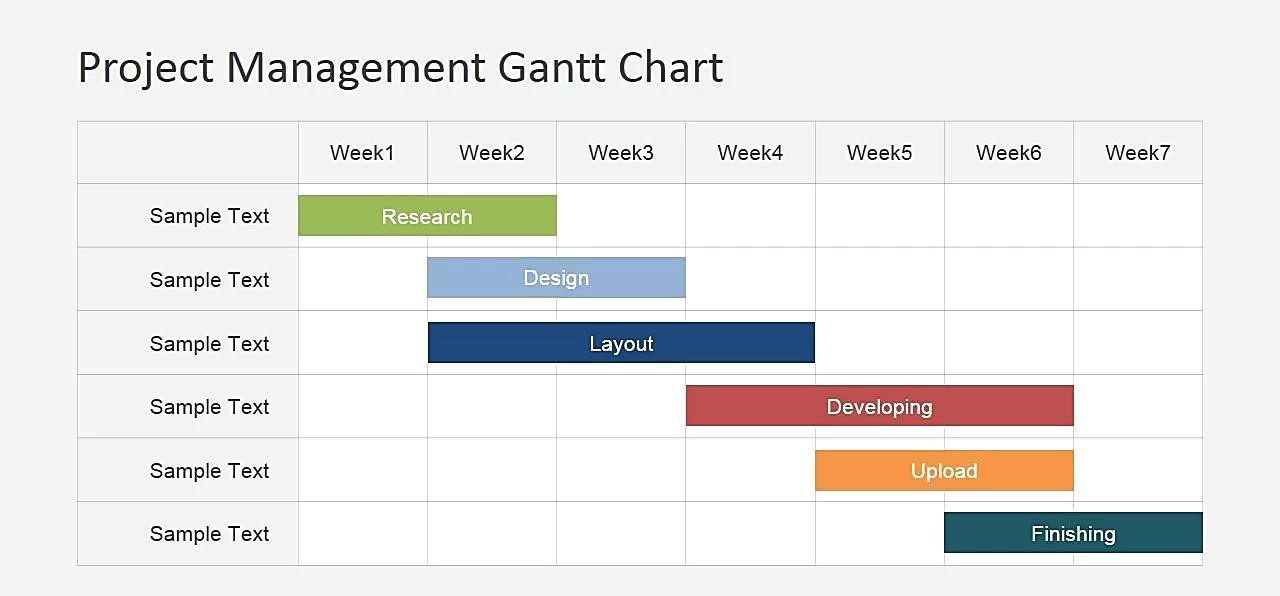 Project Management Gantt Chart
Week1 Week2 Week3 Week4 Week5 Week6 Week7
Sample Text Research
Sample Text Design
Sample Text Layout
Sample Text Developing
Sample Text Upload
Sample Text Finishing